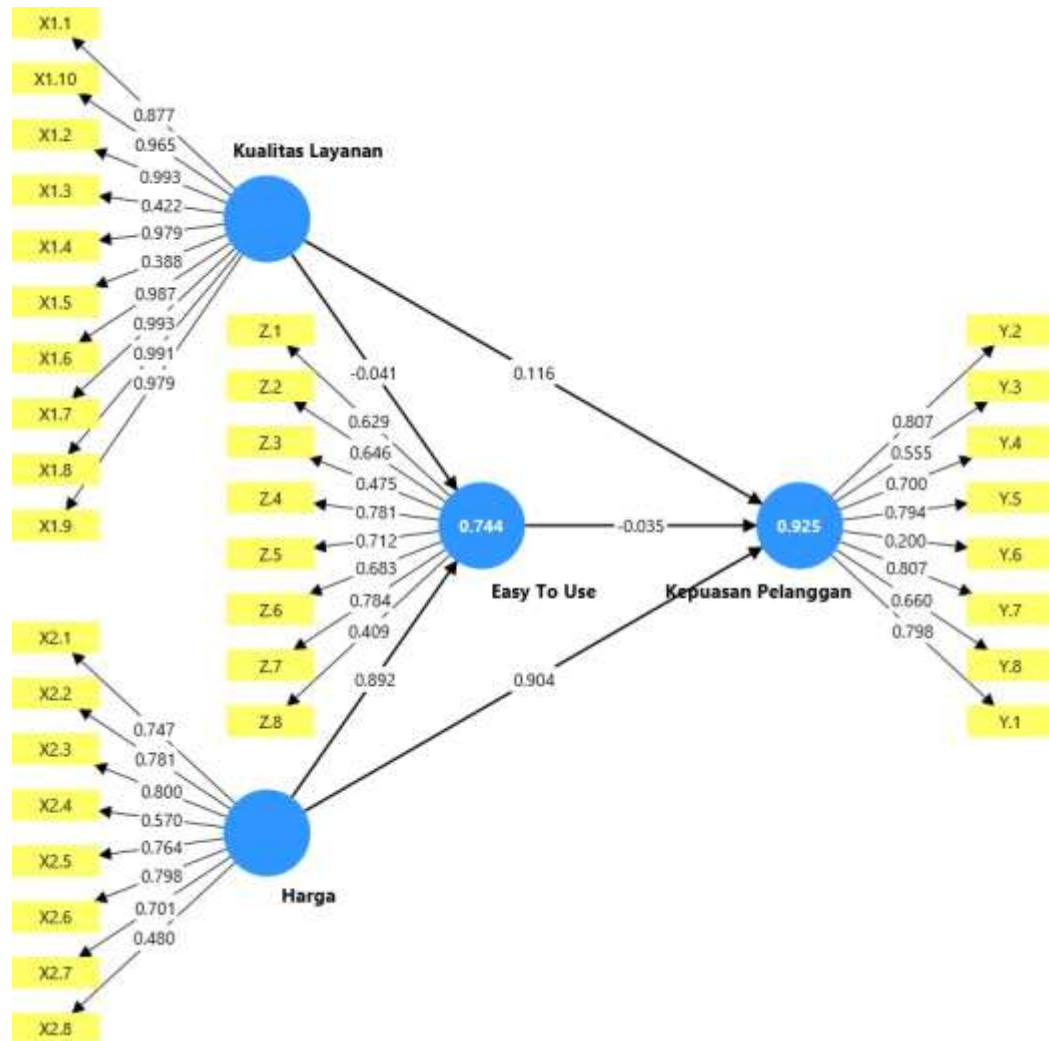 X1.1
X1.10
X1.2
X1.3
X1.4
X1.5
X1.6
X1.7
X1.8
X1.9
0.877
0.965
0.993
0.422
0.979
0.388
0.987
0.993
0.991
0.979
Kualitas Layanan
-0.041
0.116
Z.1
Z.2
Z.3
Z.4
Z.5
Z.6
Z.7
Z.8
0.629
0.646
0.475
0.781
0.712
0.683
0.784
0.409
0.744
Easy To Use
-0.035
0.925
Kepuasan Pelanggan
0.807
0.555
0.700
0.794
0.200
0.807
0.660
0.798
Y.2
Y.3
Y.4
Y.5
Y.6
Y.7
Y.8
Y.1
0.892
0.904
X2.1
X2.2
X2.3
X2.4
X2.5
X2.6
X2.7
X2.8
0.747
0.781
0.800
0.570
0.764
0.798
0.701
0.480
Harga